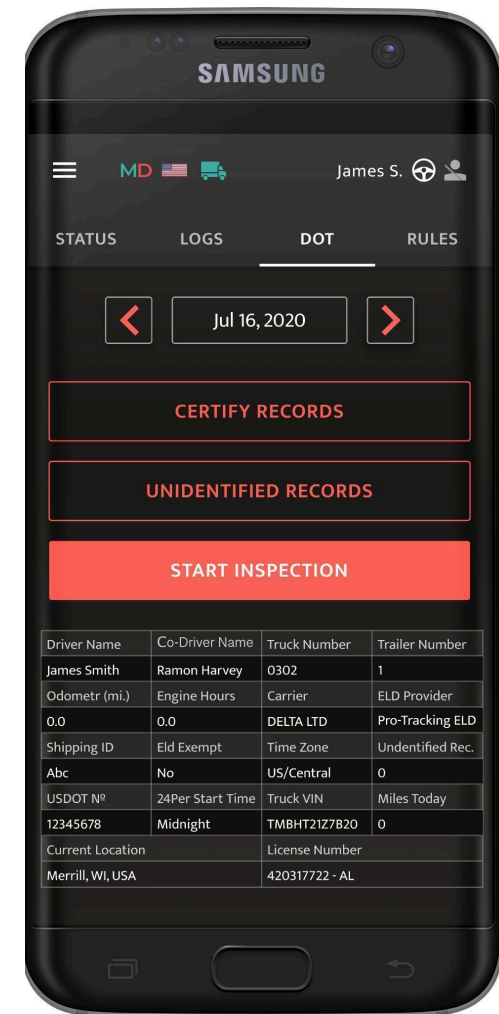 SAMSUNG
MD James S.
STATUS LOGS DOT RULES
Jul 16, 2020
CERTIFY RECORDS
UNIDENTIFIED RECORDS
START INSPECTION
Driver Name Co-Driver Name Truck Number Trailer Number
James Smith Ramon Harvey 0302 1
Odometr (mi.) Engine Hours Carrier ELD Provider
0.0 0.0 DELTA LTD Pro-Tracking ELD
Shipping ID Eld Exempt Time Zone Undentified Rec.
Abc No US/Central 0
USDOT Nº 24Per Start Time Truck VIN Miles Today
12345678 Midnight TMBHT21Z7B20 0
Current Location License Number
Merrill, WI, USA 420317722 - AL